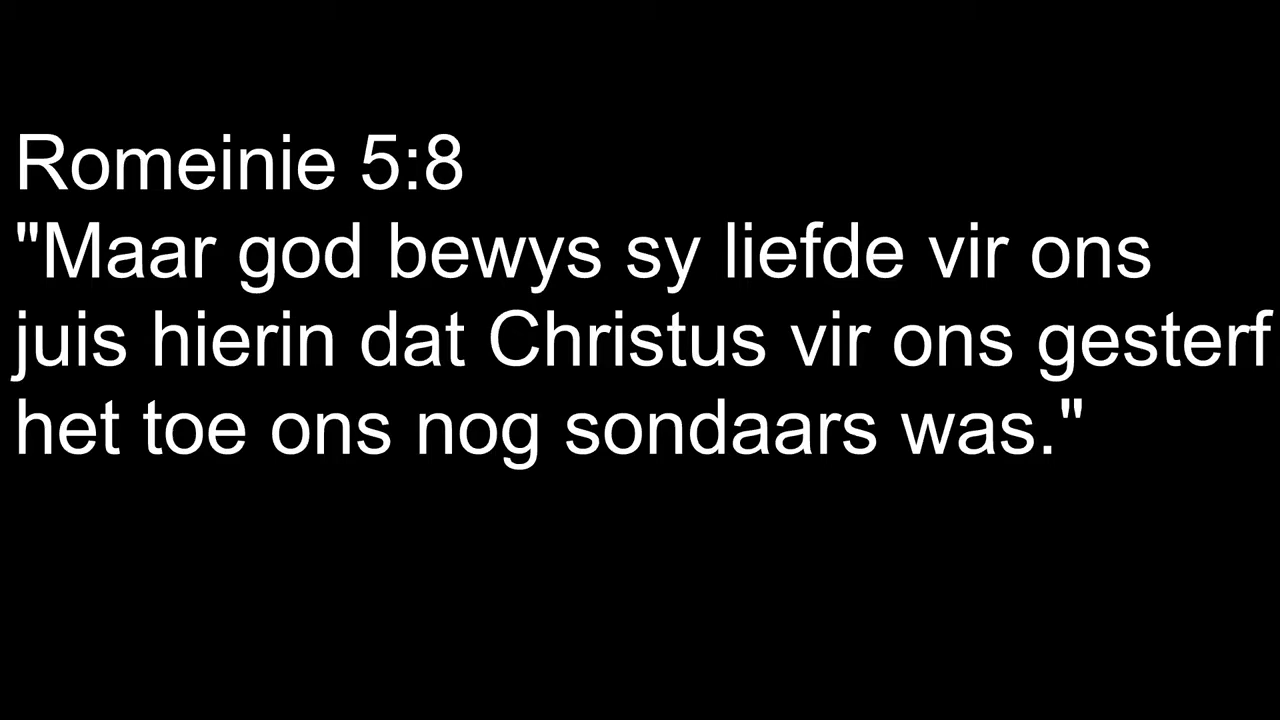 Romeinie 5:8
"Maar god bewys sy liefde vir ons
juis hierin dat Christus vir ons gesterf
het toe ons nog sondaars was."